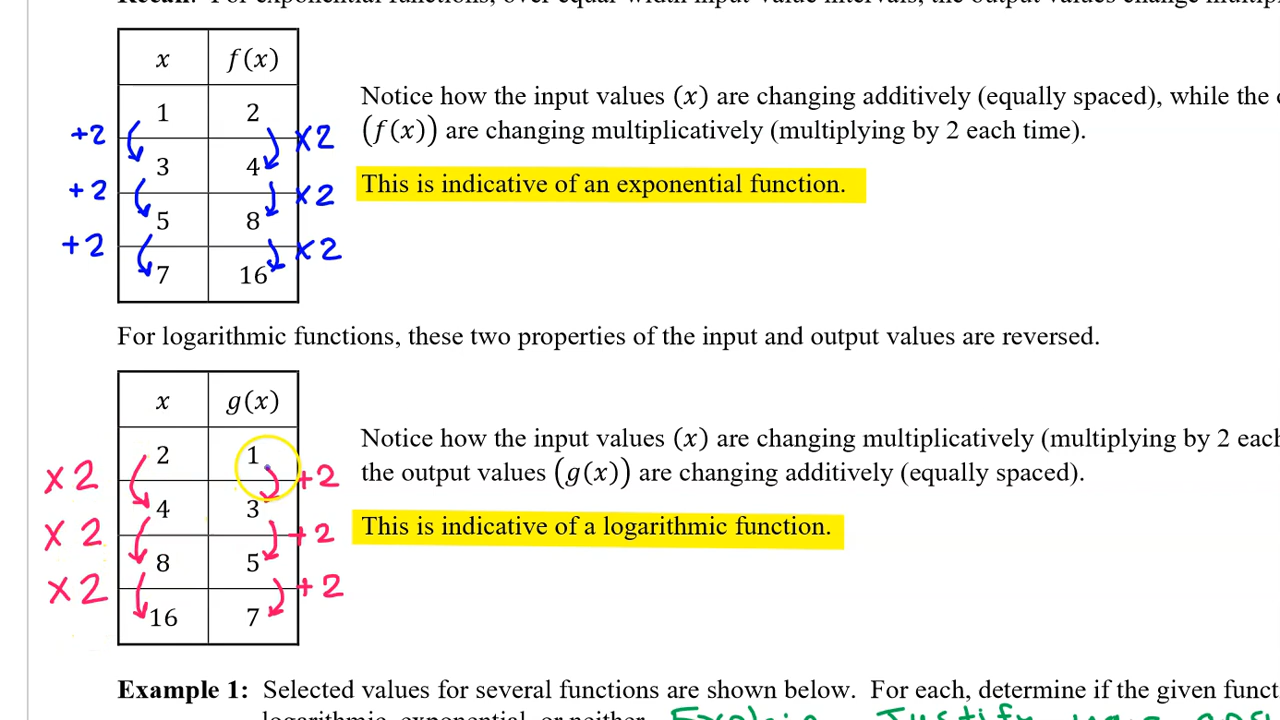 Recall: For exponential functions, over equal-width input-value intervals, the output values change
x f(x)
1 2
+2 ×2
3 4
+2 ×2
5 8
+2 ×2
7 16
Notice how the input values (x) are changing additively (equally spaced), while the
(f(x)) are changing multiplicatively (multiplying by 2 each time).
This is indicative of an exponential function.
For logarithmic functions, these two properties of the input and output values are reversed.
x g(x)
2 1
×2 +2
4 3
×2 +2
8 5
×2 +2
16 7
Notice how the input values (x) are changing multiplicatively (multiplying by 2 each
the output values (g(x)) are changing additively (equally spaced).
This is indicative of a logarithmic function.
Example 1: Selected values for several functions are shown below. For each, determine if the given
logarithmic, exponential, or neither. Explain